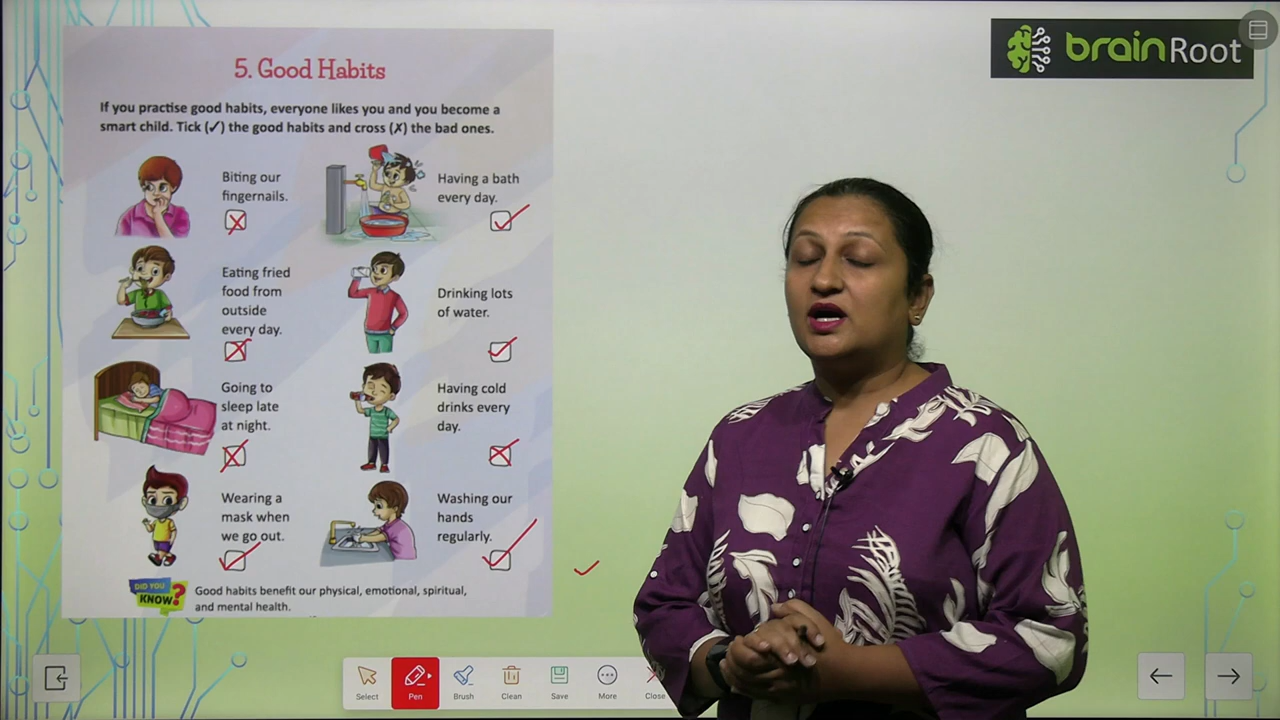 brainRoot
5. Good Habits
If you practise good habits, everyone likes you and you become a
smart child. Tick (✓) the good habits and cross (✗) the bad ones.
Biting our
fingernails.
Having a bath
every day.
Eating fried
food from
outside
every day.
Drinking lots
of water.
Going to
sleep late
at night.
Having cold
drinks every
day.
Wearing a
mask when
we go out.
Washing our
hands
regularly.
DID YOU
KNOW?
Good habits benefit our physical, emotional, spiritual,
and mental health.
Select
Pen
Brush
Clean
Save
More
Close